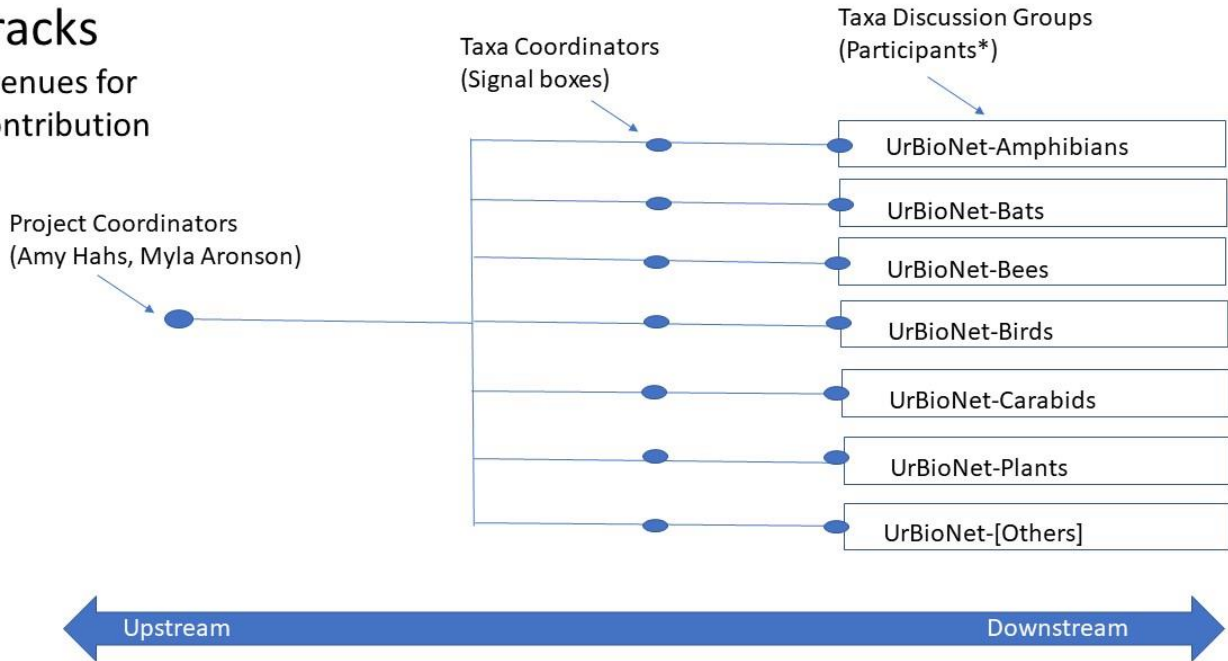 racks
enues for
ontribution
Taxa Coordinators
(Signal boxes)
Taxa Discussion Groups
(Participants*)
Project Coordinators
(Amy Hahs, Myla Aronson)
UrBioNet-Amphibians
UrBioNet-Bats
UrBioNet-Bees
UrBioNet-Birds
UrBioNet-Carabids
UrBioNet-Plants
UrBioNet-[Others]
Upstream
Downstream